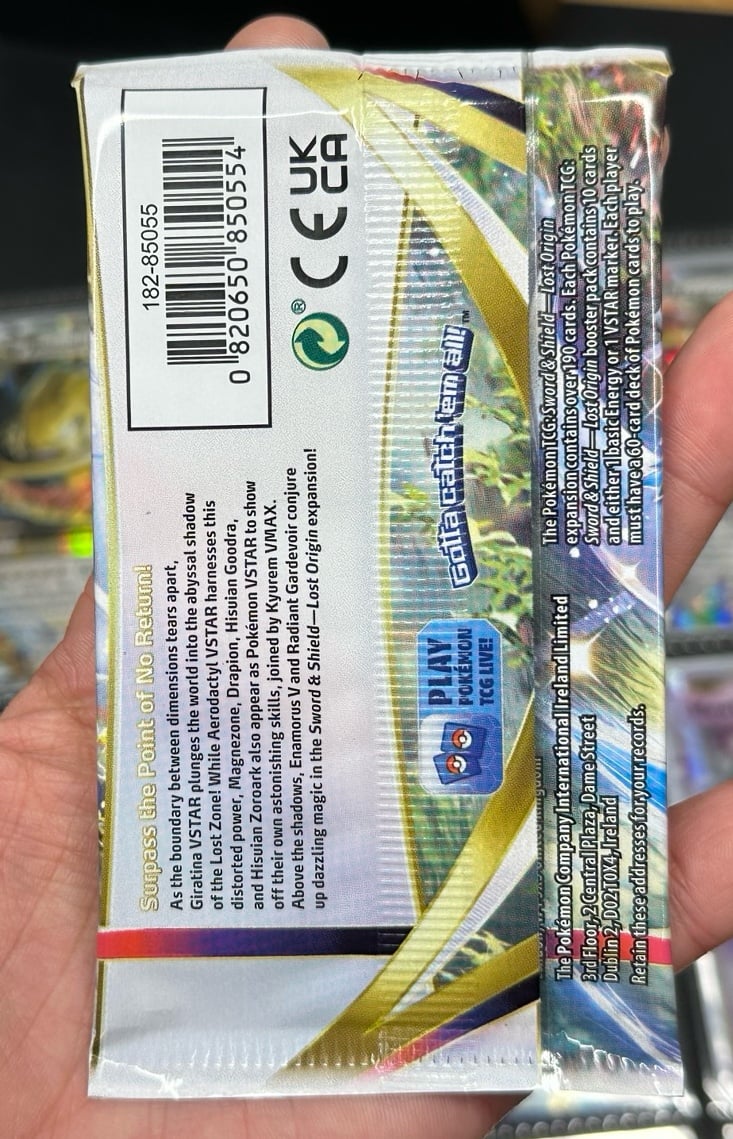 182-85055
0 820650 850554
CE UK
CA
®
Surpass the Point of No Return!
As the boundary between dimensions tears apart,
Giratina VSTAR plunges the world into the abyssal shadow
of the Lost Zone! While Aerodactyl VSTAR harnesses this
distorted power, Magnezone, Drapion, Hisuian Goodra,
and Hisuian Zoroark also appear as Pokémon VSTAR to show
off their own astonishing skills, joined by Kyurem VMAX.
Above the shadows, Enamorus V and Radiant Gardevoir conjure
up dazzling magic in the Sword & Shield—Lost Origin expansion!
Gotta catch 'em all!™
PLAY
POKÉMON
TCG LIVE!
The Pokémon TCG: Sword & Shield—Lost Origin
expansion contains over 190 cards. Each Pokémon TCG:
Sword & Shield—Lost Origin booster pack contains 10 cards
and either 1 basic Energy or 1 VSTAR marker. Each player
must have a 60-card deck of Pokémon cards to play.
The Pokémon Company International Ireland Limited
3rd Floor, 2 Central Plaza, Dame Street
Dublin 2, D02 T0X4, Ireland
Retain these addresses for your records.